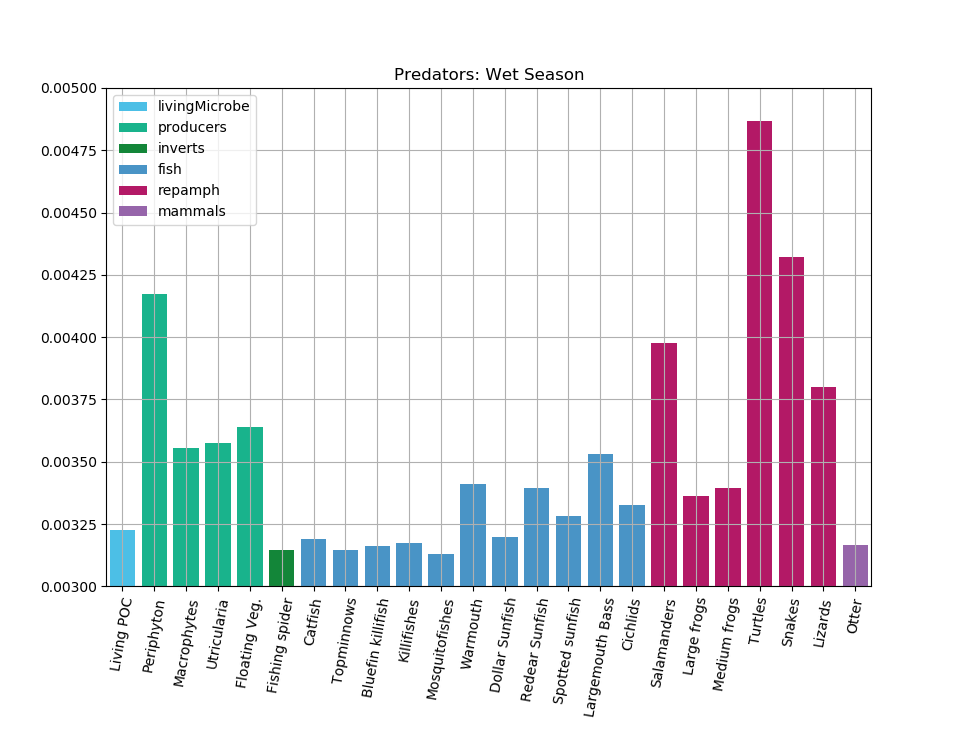 Predators: Wet Season
0.00500
0.00475
0.00450
0.00425
0.00400
0.00375
0.00350
0.00325
0.00300
livingMicrobe
producers
inverts
fish
repamph
mammals
Living POC
Periphyton
Macrophytes
Utricularia
Floating Veg.
Fishing spider
Catfish
Topminnows
Bluefin killifish
Killifishes
Mosquitofishes
Warmouth
Dollar Sunfish
Redear Sunfish
Spotted sunfish
Largemouth Bass
Cichlids
Salamanders
Large frogs
Medium frogs
Turtles
Snakes
Lizards
Otter